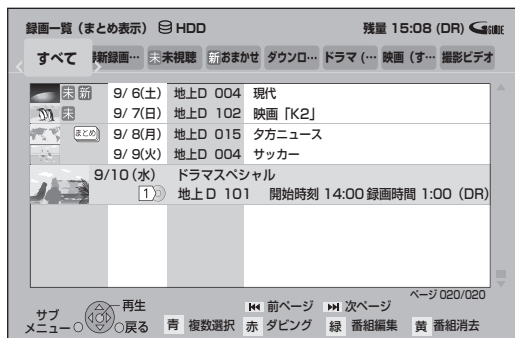 録画一覧（まとめ表示） HDD 残量 15:08 (DR) GGUIDE
すべて 新録画… 未 未視聴 新 おまかせ ダウンロ… ドラマ (… 映画 (す… 撮影ビデオ
未 新 9/ 6(土) 地上D 004 現代
未 9/ 7(日) 地上D 102 映画「K2」
まとめ 9/ 8(月) 地上D 015 夕方ニュース
9/ 9(火) 地上D 004 サッカー
9/10 (水) ドラマスペシャル
1 地上D 101 開始時刻 14:00 録画時間 1:00 (DR)
ページ 020/020
サブメニュー 再生 戻る ⏮ 前ページ ⏭ 次ページ
青 複数選択 赤 ダビング 緑 番組編集 黄 番組消去